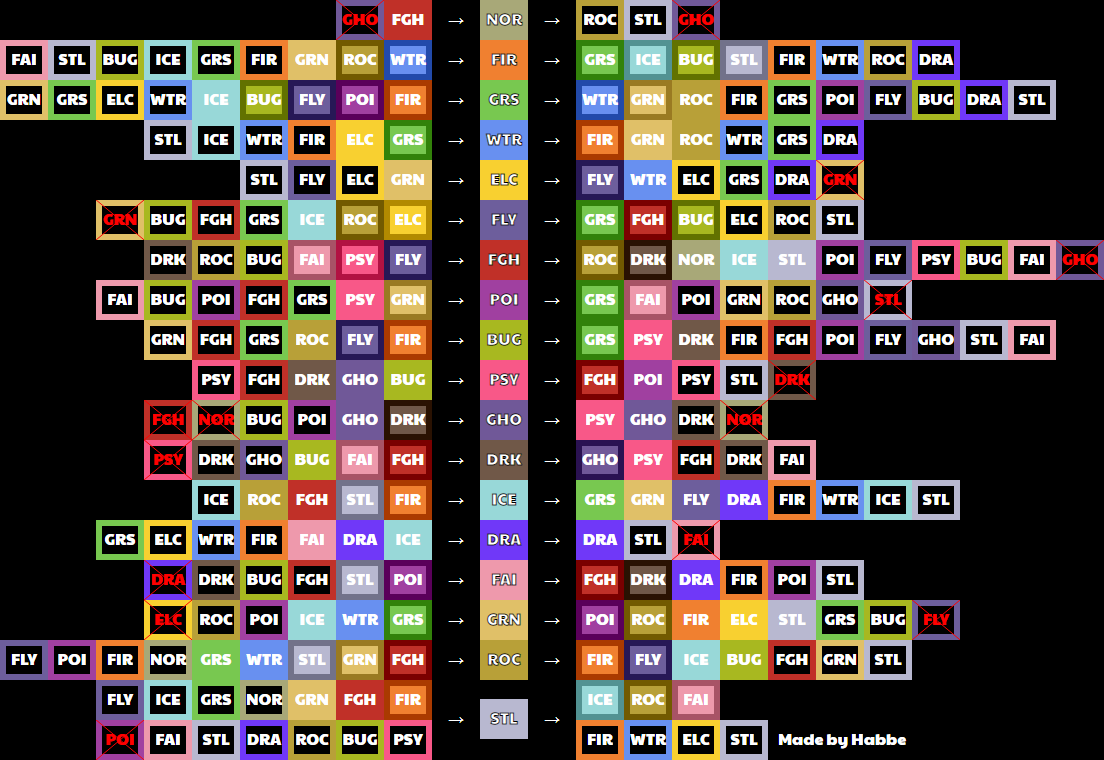 GHO FGH → NOR → ROC STL GHO
FAI STL BUG ICE GRS FIR GRN ROC WTR → FIR → GRS ICE BUG STL FIR WTR ROC DRA
GRN GRS ELC WTR ICE BUG FLY POI FIR → GRS → WTR GRN ROC FIR GRS POI FLY BUG DRA STL
STL ICE WTR FIR ELC GRS → WTR → FIR GRN ROC WTR GRS DRA
STL FLY ELC GRN → ELC → FLY WTR ELC GRS DRA GRN
GRN BUG FGH GRS ICE ROC ELC → FLY → GRS FGH BUG ELC ROC STL
DRK ROC BUG FAI PSY FLY → FGH → ROC DRK NOR ICE STL POI FLY PSY BUG FAI GHO
FAI BUG POI FGH GRS PSY GRN → POI → GRS FAI POI GRN ROC GHO STL
GRN FGH GRS ROC FLY FIR → BUG → GRS PSY DRK FIR FGH POI FLY GHO STL FAI
PSY FGH DRK GHO BUG → PSY → FGH POI PSY STL DRK
FGH NOR BUG POI GHO DRK → GHO → PSY GHO DRK NOR
PSY DRK GHO BUG FAI FGH → DRK → GHO PSY FGH DRK FAI
ICE ROC FGH STL FIR → ICE → GRS GRN FLY DRA FIR WTR ICE STL
GRS ELC WTR FIR FAI DRA ICE → DRA → DRA STL FAI
DRA DRK BUG FGH STL POI → FAI → FGH DRK DRA FIR POI STL
ELC ROC POI ICE WTR GRS → GRN → POI ROC FIR ELC STL GRS BUG FLY
FLY POI FIR NOR GRS WTR STL GRN FGH → ROC → FIR FLY ICE BUG FGH GRN STL
FLY ICE GRS NOR GRN FGH FIR ICE ROC FAI
→ STL →
POI FAI STL DRA ROC BUG PSY FIR WTR ELC STL Made by Habbe